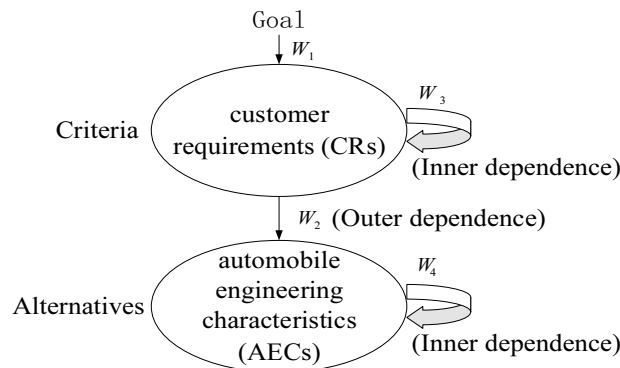 Goal
W1
customer
requirements (CRs)
Criteria
W3
(Inner dependence)
W2 (Outer dependence)
automobile
engineering
characteristics
(AECs)
Alternatives
W4
(Inner dependence)